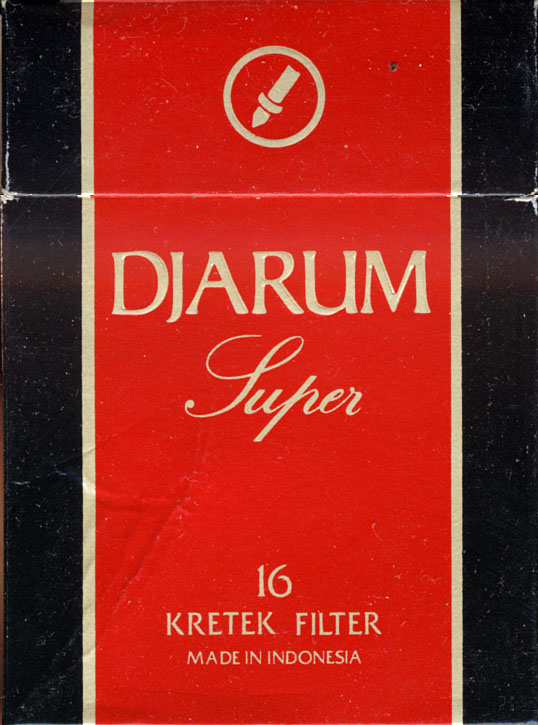 DJARUM
Super
16
KRETEK FILTER
MADE IN INDONESIA